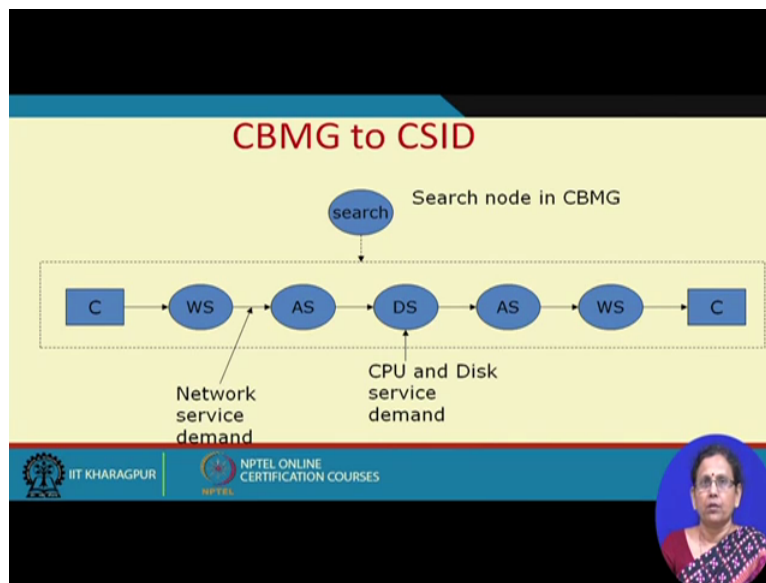 CBMG to CSID
search
Search node in CBMG
C
WS
AS
DS
AS
WS
C
Network
service
demand
CPU and Disk
service
demand
IIT KHARAGPUR
NPTEL
NPTEL ONLINE
CERTIFICATION COURSES